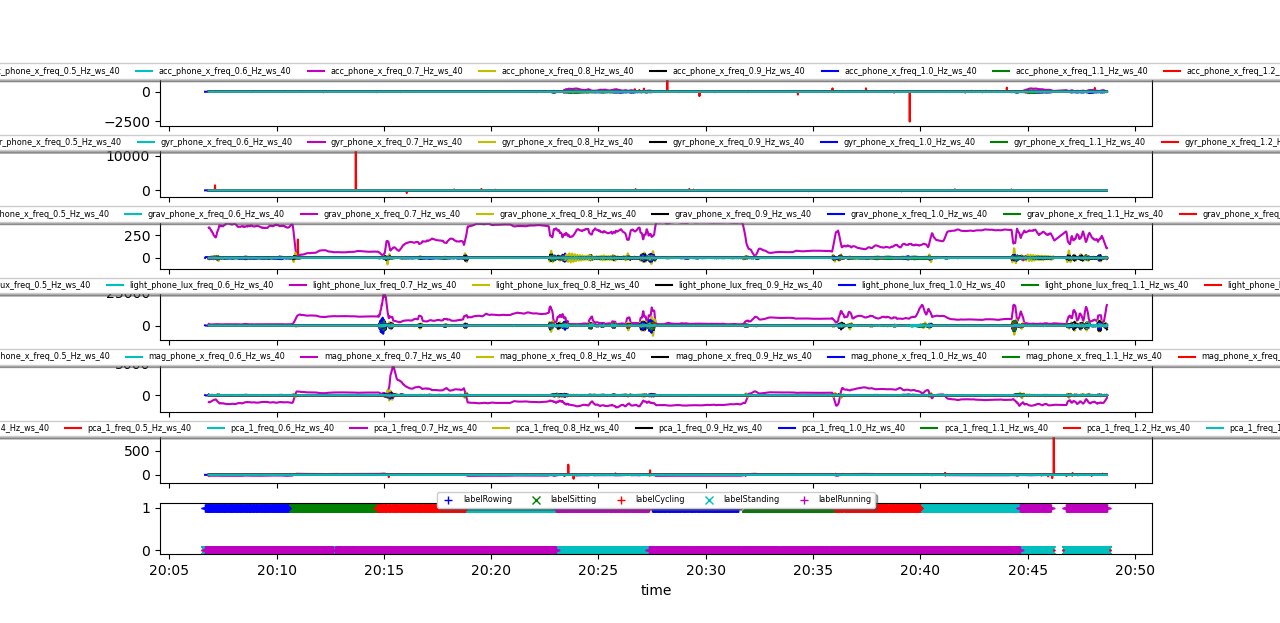 _phone_x_freq_0.5_Hz_ws_40 acc_phone_x_freq_0.6_Hz_ws_40 acc_phone_x_freq_0.7_Hz_ws_40 acc_phone_x_freq_0.8_Hz_ws_40 acc_phone_x_freq_0.9_Hz_ws_40 acc_phone_x_freq_1.0_Hz_ws_40 acc_phone_x_freq_1.1_Hz_ws_40 acc_phone_x_freq_1.2_
0
−2500
yr_phone_x_freq_0.5_Hz_ws_40 gyr_phone_x_freq_0.6_Hz_ws_40 gyr_phone_x_freq_0.7_Hz_ws_40 gyr_phone_x_freq_0.8_Hz_ws_40 gyr_phone_x_freq_0.9_Hz_ws_40 gyr_phone_x_freq_1.0_Hz_ws_40 gyr_phone_x_freq_1.1_Hz_ws_40 gyr_phone_x_freq_1.2_H
10000
0
hone_x_freq_0.5_Hz_ws_40 grav_phone_x_freq_0.6_Hz_ws_40 grav_phone_x_freq_0.7_Hz_ws_40 grav_phone_x_freq_0.8_Hz_ws_40 grav_phone_x_freq_0.9_Hz_ws_40 grav_phone_x_freq_1.0_Hz_ws_40 grav_phone_x_freq_1.1_Hz_ws_40 grav_phone_x_freq_
250
0
ux_freq_0.5_Hz_ws_40 light_phone_lux_freq_0.6_Hz_ws_40 light_phone_lux_freq_0.7_Hz_ws_40 light_phone_lux_freq_0.8_Hz_ws_40 light_phone_lux_freq_0.9_Hz_ws_40 light_phone_lux_freq_1.0_Hz_ws_40 light_phone_lux_freq_1.1_Hz_ws_40 light_phone_l
25000
0
hone_x_freq_0.5_Hz_ws_40 mag_phone_x_freq_0.6_Hz_ws_40 mag_phone_x_freq_0.7_Hz_ws_40 mag_phone_x_freq_0.8_Hz_ws_40 mag_phone_x_freq_0.9_Hz_ws_40 mag_phone_x_freq_1.0_Hz_ws_40 mag_phone_x_freq_1.1_Hz_ws_40 mag_phone_x_freq_
0
4_Hz_ws_40 pca_1_freq_0.5_Hz_ws_40 pca_1_freq_0.6_Hz_ws_40 pca_1_freq_0.7_Hz_ws_40 pca_1_freq_0.8_Hz_ws_40 pca_1_freq_0.9_Hz_ws_40 pca_1_freq_1.0_Hz_ws_40 pca_1_freq_1.1_Hz_ws_40 pca_1_freq_1.2_Hz_ws_40 pca_1_freq_1
500
0
labelRowing labelSitting labelCycling labelStanding labelRunning
1
0
20:05 20:10 20:15 20:20 20:25 20:30 20:35 20:40 20:45 20:50
time